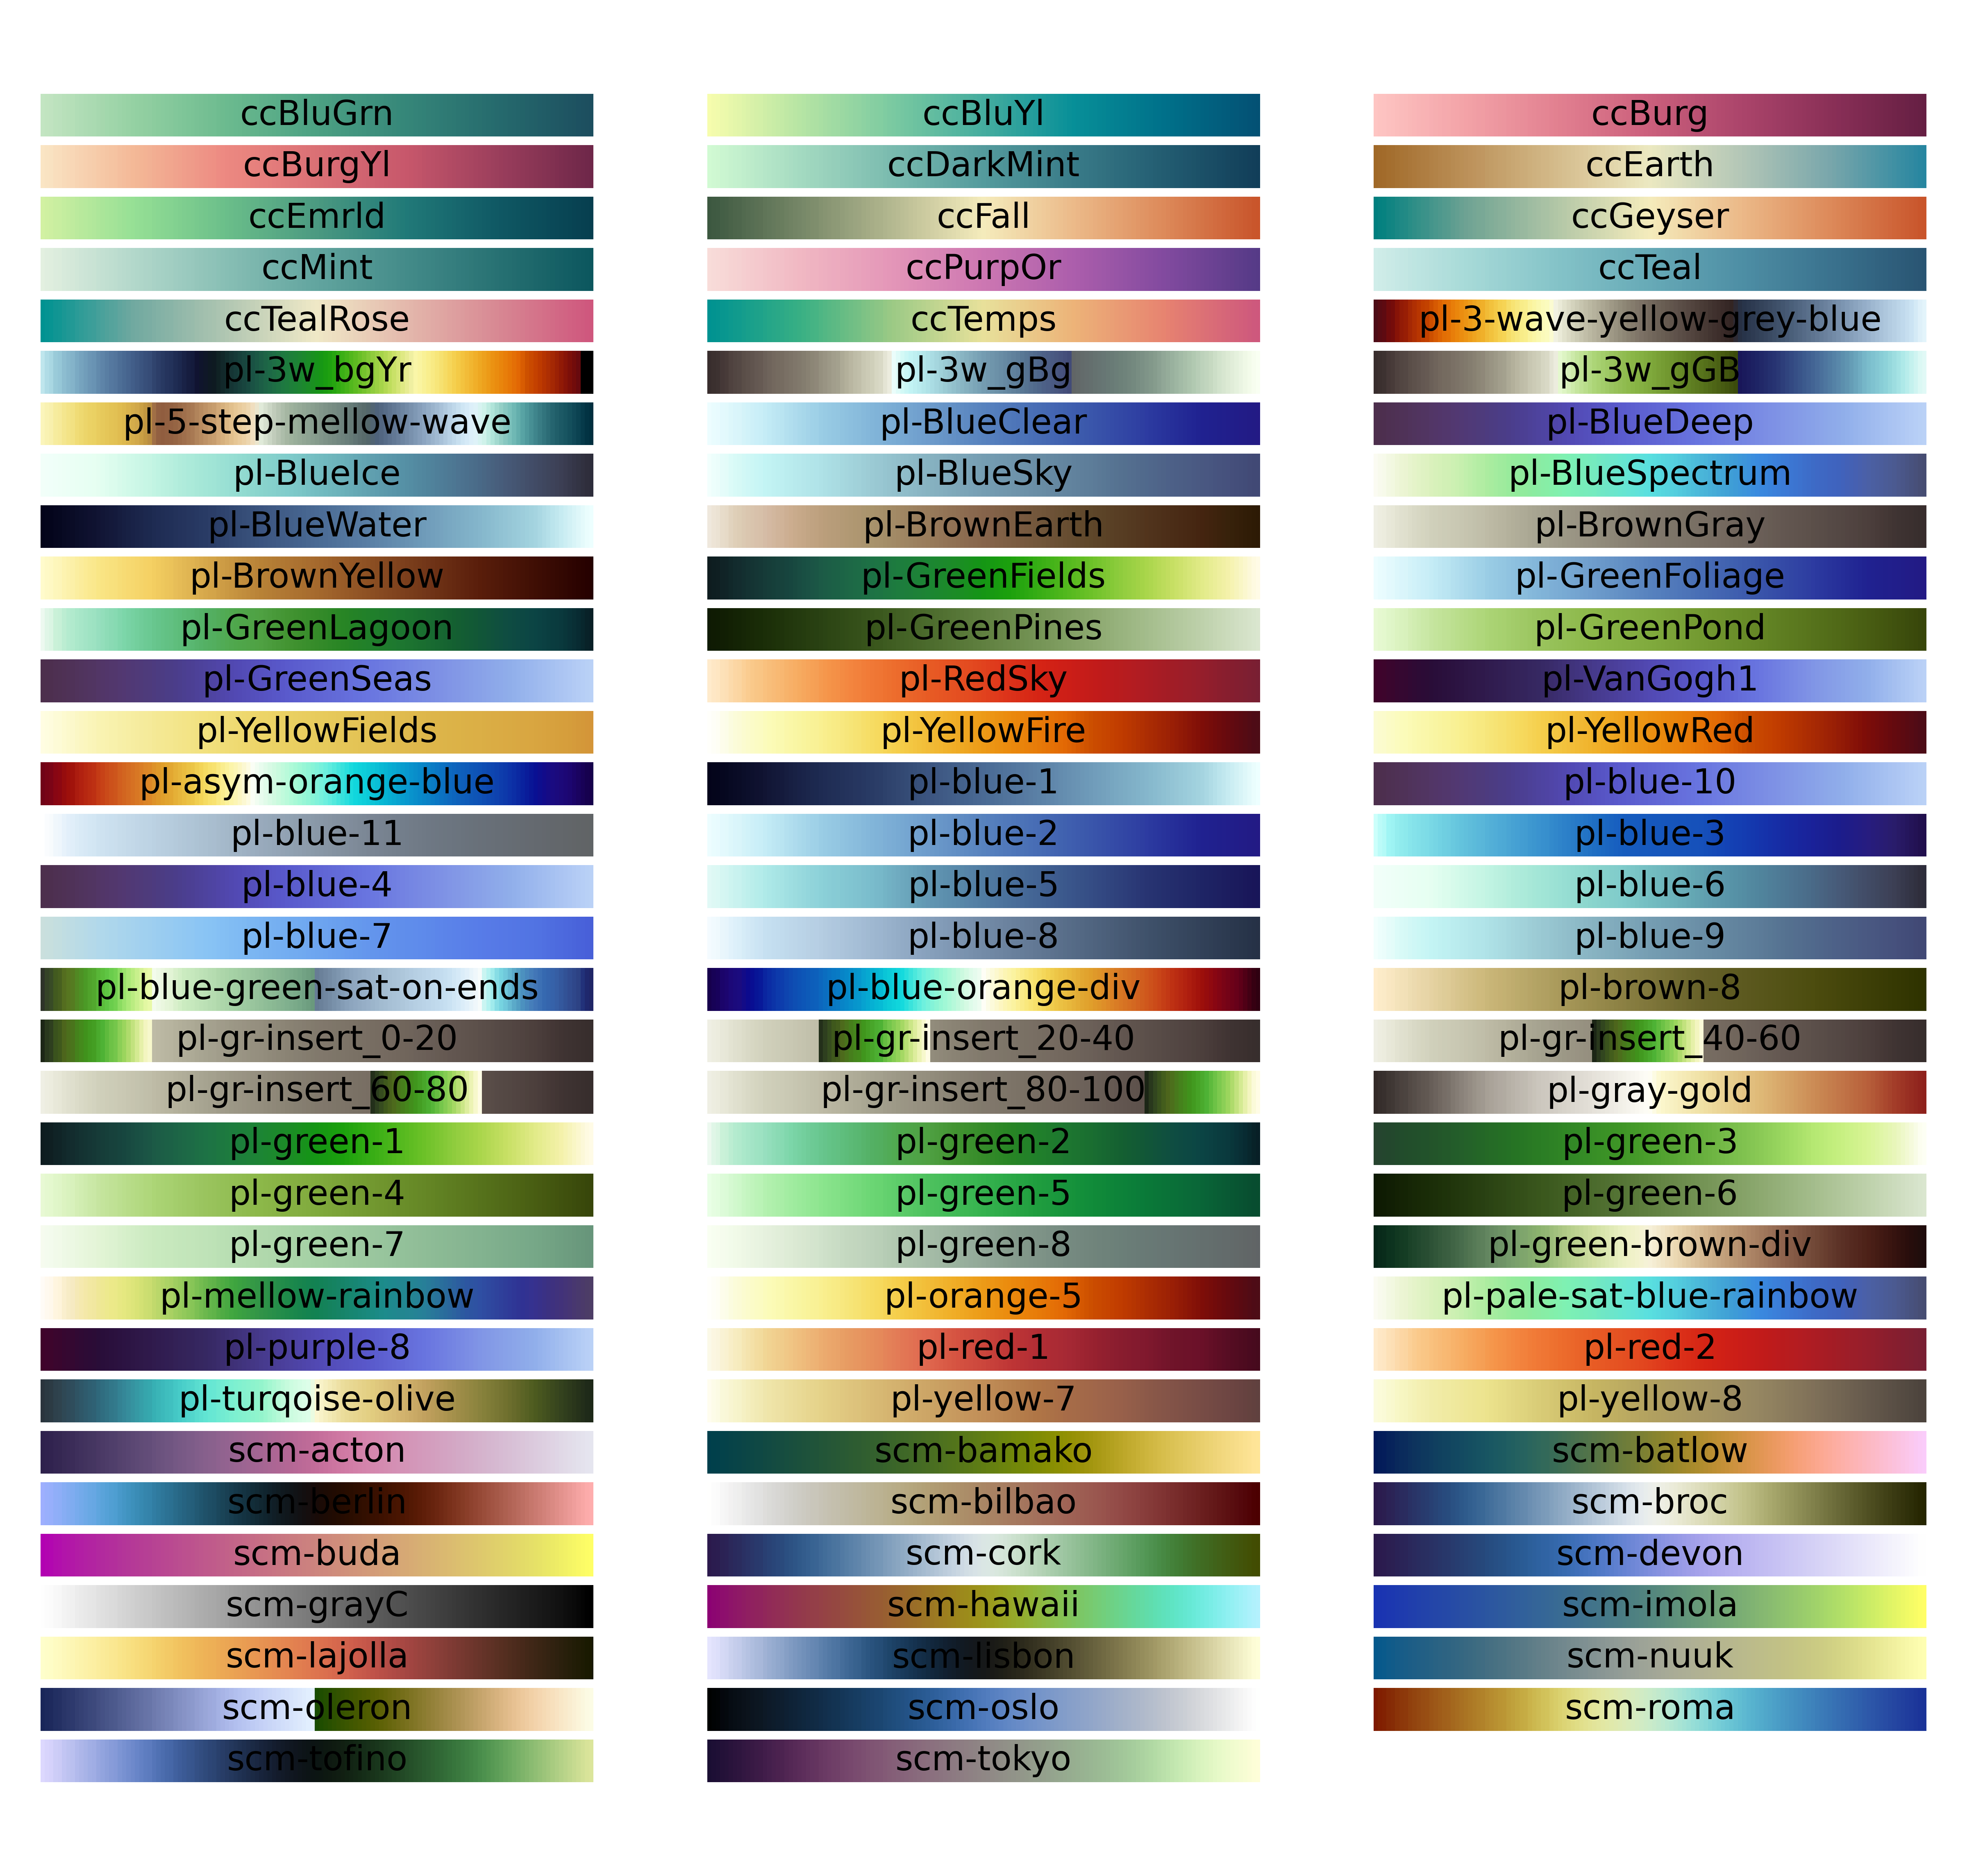 ccBluGrn
ccBluYl
ccBurg
ccBurgYl
ccDarkMint
ccEarth
ccEmrld
ccFall
ccGeyser
ccMint
ccPurpOr
ccTeal
ccTealRose
ccTemps
pl-3-wave-yellow-grey-blue
pl-3w_bgYr
pl-3w_gBg
pl-3w_gGB
pl-5-step-mellow-wave
pl-BlueClear
pl-BlueDeep
pl-BlueIce
pl-BlueSky
pl-BlueSpectrum
pl-BlueWater
pl-BrownEarth
pl-BrownGray
pl-BrownYellow
pl-GreenFields
pl-GreenFoliage
pl-GreenLagoon
pl-GreenPines
pl-GreenPond
pl-GreenSeas
pl-RedSky
pl-VanGogh1
pl-YellowFields
pl-YellowFire
pl-YellowRed
pl-asym-orange-blue
pl-blue-1
pl-blue-10
pl-blue-11
pl-blue-2
pl-blue-3
pl-blue-4
pl-blue-5
pl-blue-6
pl-blue-7
pl-blue-8
pl-blue-9
pl-blue-green-sat-on-ends
pl-blue-orange-div
pl-brown-8
pl-gr-insert_0-20
pl-gr-insert_20-40
pl-gr-insert_40-60
pl-gr-insert_60-80
pl-gr-insert_80-100
pl-gray-gold
pl-green-1
pl-green-2
pl-green-3
pl-green-4
pl-green-5
pl-green-6
pl-green-7
pl-green-8
pl-green-brown-div
pl-mellow-rainbow
pl-orange-5
pl-pale-sat-blue-rainbow
pl-purple-8
pl-red-1
pl-red-2
pl-turqoise-olive
pl-yellow-7
pl-yellow-8
scm-acton
scm-bamako
scm-batlow
scm-berlin
scm-bilbao
scm-broc
scm-buda
scm-cork
scm-devon
scm-grayC
scm-hawaii
scm-imola
scm-lajolla
scm-lisbon
scm-nuuk
scm-oleron
scm-oslo
scm-roma
scm-tofino
scm-tokyo